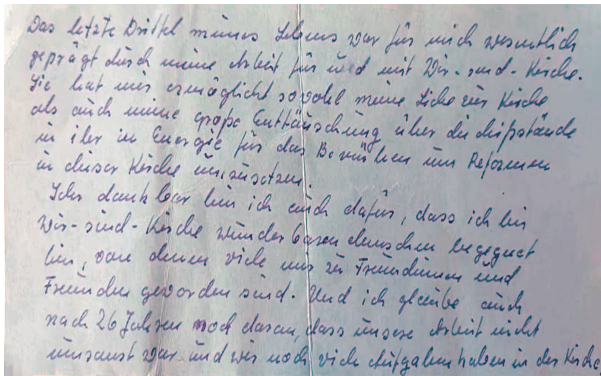 Das letzte Drittel meines Lebens war für mich wesentlich
geprägt durch meine Arbeit für und mit Wir-sind-Kirche.
Sie hat mir ermöglicht sowohl meine Liebe zur Kirche
als auch meine große Enttäuschung über die Mißstände
in ihr in Energie für das Bemühen um Reformen
in dieser Kirche umzusetzen.
Sehr dankbar bin ich auch dafür, dass ich bei
Wir-sind-Kirche wunderbaren Menschen begegnet
bin, von denen viele mir zu Freundinnen und
Freunden geworden sind. Und ich glaube auch
nach 26 Jahren noch daran, dass unsere Arbeit nicht
umsonst war und wir noch viele Aufgaben haben in der Kirche